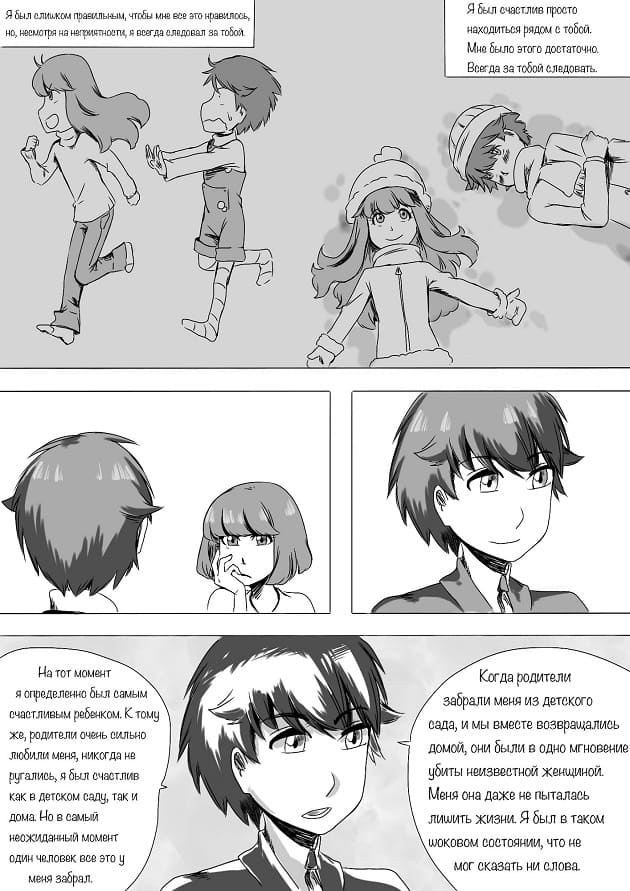 Я был слишком правильным, чтобы мне все это нравилось,
но, несмотря на неприятности, я всегда следовал за тобой.
Я был счастлив просто
находиться рядом с тобой.
Мне было этого достаточно.
Всегда за тобой следовать.
На тот момент
я определенно был самым
счастливым ребенком. К тому
же, родители очень сильно
любили меня, никогда не
ругались, я был счастлив
как в детском саду, так и
дома. Но в самый
неожиданный момент
один человек все это у
меня забрал.
Когда родители
забрали меня из детского
сада, и мы вместе возвращались
домой, они были в одно мгновение
убиты неизвестной женщиной.
Меня она даже не пыталась
лишить жизни. Я был в таком
шоковом состоянии, что не
мог сказать ни слова.